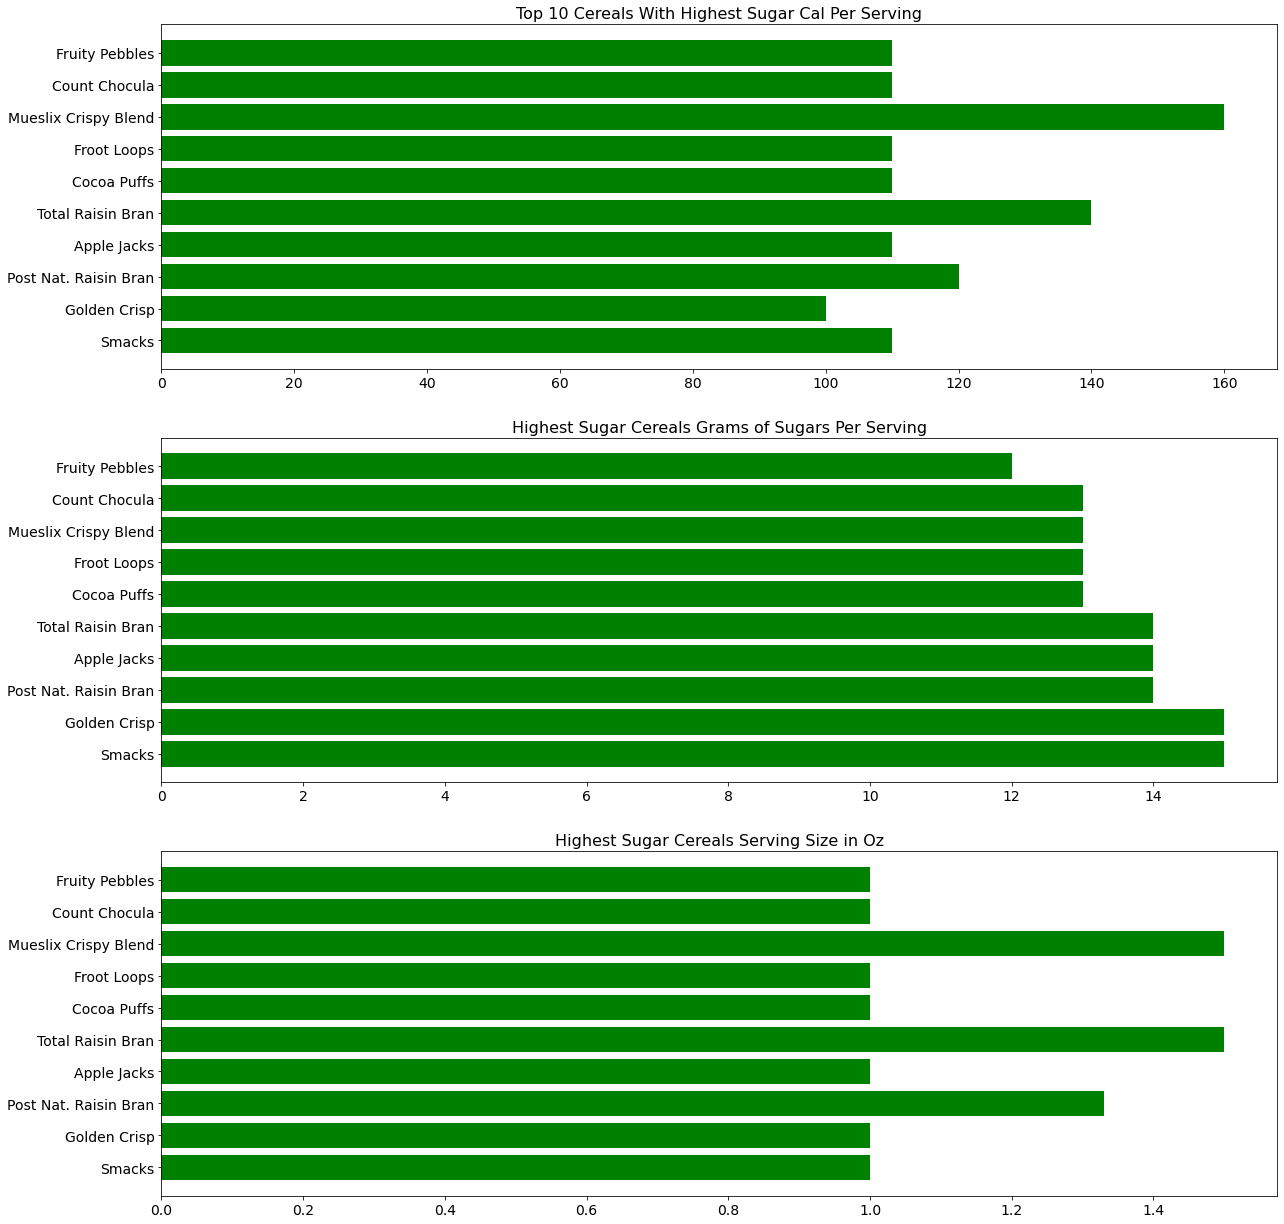 Top 10 Cereals With Highest Sugar Cal Per Serving
Fruity Pebbles
Count Chocula
Mueslix Crispy Blend
Froot Loops
Cocoa Puffs
Total Raisin Bran
Apple Jacks
Post Nat. Raisin Bran
Golden Crisp
Smacks
0 20 40 60 80 100 120 140 160
Highest Sugar Cereals Grams of Sugars Per Serving
Fruity Pebbles
Count Chocula
Mueslix Crispy Blend
Froot Loops
Cocoa Puffs
Total Raisin Bran
Apple Jacks
Post Nat. Raisin Bran
Golden Crisp
Smacks
0 2 4 6 8 10 12 14
Highest Sugar Cereals Serving Size in Oz
Fruity Pebbles
Count Chocula
Mueslix Crispy Blend
Froot Loops
Cocoa Puffs
Total Raisin Bran
Apple Jacks
Post Nat. Raisin Bran
Golden Crisp
Smacks
0.0 0.2 0.4 0.6 0.8 1.0 1.2 1.4